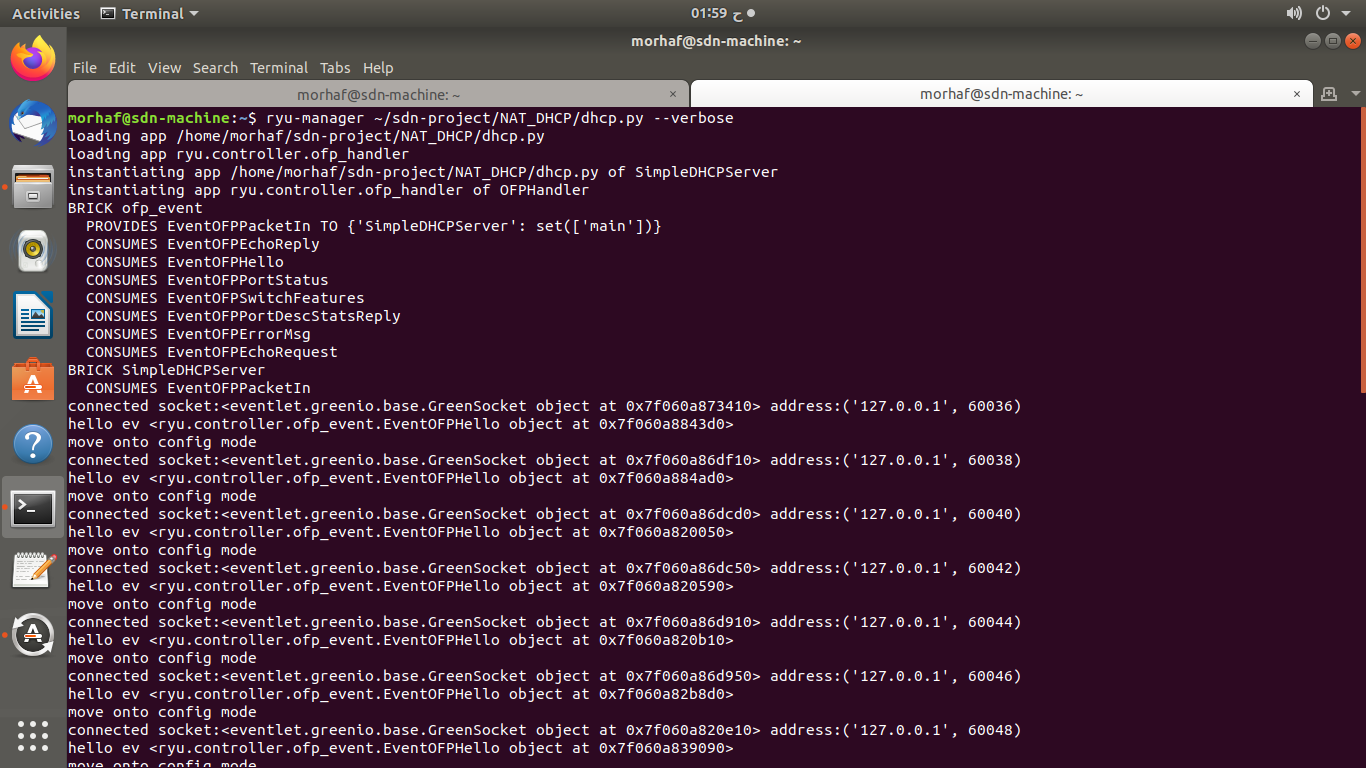 Activities
Terminal
01:59 ح
morhaf@sdn-machine: ~
File Edit View Search Terminal Tabs Help
morhaf@sdn-machine: ~ ×
morhaf@sdn-machine: ~ ×
morhaf@sdn-machine:~$ ryu-manager ~/sdn-project/NAT_DHCP/dhcp.py --verbose
loading app /home/morhaf/sdn-project/NAT_DHCP/dhcp.py
loading app ryu.controller.ofp_handler
instantiating app /home/morhaf/sdn-project/NAT_DHCP/dhcp.py of SimpleDHCPServer
instantiating app ryu.controller.ofp_handler of OFPHandler
BRICK ofp_event
  PROVIDES EventOFPPacketIn TO {'SimpleDHCPServer': set(['main'])}
  CONSUMES EventOFPEchoReply
  CONSUMES EventOFPHello
  CONSUMES EventOFPPortStatus
  CONSUMES EventOFPSwitchFeatures
  CONSUMES EventOFPPortDescStatsReply
  CONSUMES EventOFPErrorMsg
  CONSUMES EventOFPEchoRequest
BRICK SimpleDHCPServer
  CONSUMES EventOFPPacketIn
connected socket:<eventlet.greenio.base.GreenSocket object at 0x7f060a873410> address:('127.0.0.1', 60036)
hello ev <ryu.controller.ofp_event.EventOFPHello object at 0x7f060a8843d0>
move onto config mode
connected socket:<eventlet.greenio.base.GreenSocket object at 0x7f060a86df10> address:('127.0.0.1', 60038)
hello ev <ryu.controller.ofp_event.EventOFPHello object at 0x7f060a884ad0>
move onto config mode
connected socket:<eventlet.greenio.base.GreenSocket object at 0x7f060a86dcd0> address:('127.0.0.1', 60040)
hello ev <ryu.controller.ofp_event.EventOFPHello object at 0x7f060a820050>
move onto config mode
connected socket:<eventlet.greenio.base.GreenSocket object at 0x7f060a86dc50> address:('127.0.0.1', 60042)
hello ev <ryu.controller.ofp_event.EventOFPHello object at 0x7f060a820590>
move onto config mode
connected socket:<eventlet.greenio.base.GreenSocket object at 0x7f060a86d910> address:('127.0.0.1', 60044)
hello ev <ryu.controller.ofp_event.EventOFPHello object at 0x7f060a820b10>
move onto config mode
connected socket:<eventlet.greenio.base.GreenSocket object at 0x7f060a86d950> address:('127.0.0.1', 60046)
hello ev <ryu.controller.ofp_event.EventOFPHello object at 0x7f060a82b8d0>
move onto config mode
connected socket:<eventlet.greenio.base.GreenSocket object at 0x7f060a820e10> address:('127.0.0.1', 60048)
hello ev <ryu.controller.ofp_event.EventOFPHello object at 0x7f060a839090>
move onto config mode